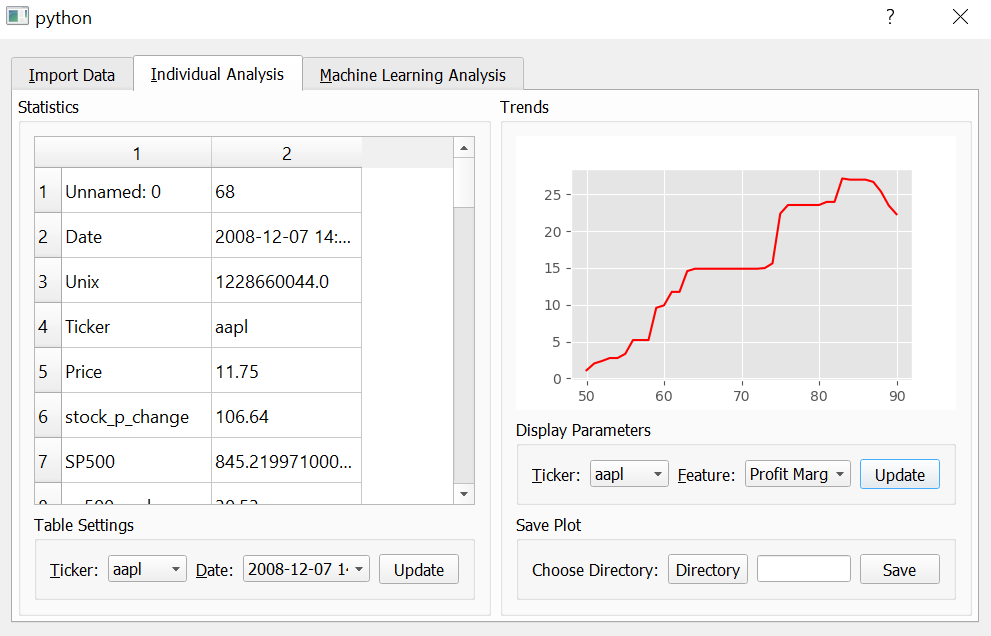 python
?
Import Data Individual Analysis Machine Learning Analysis
Statistics
1 2
1 Unnamed: 0 68
2 Date 2008-12-07 14:...
3 Unix 1228660044.0
4 Ticker aapl
5 Price 11.75
6 stock_p_change 106.64
7 SP500 845.219971000...
Table Settings
Ticker: aapl Date: 2008-12-07 1 Update
Trends
25
20
15
10
5
0
50 60 70 80 90
Display Parameters
Ticker: aapl Feature: Profit Marg Update
Save Plot
Choose Directory: Directory Save